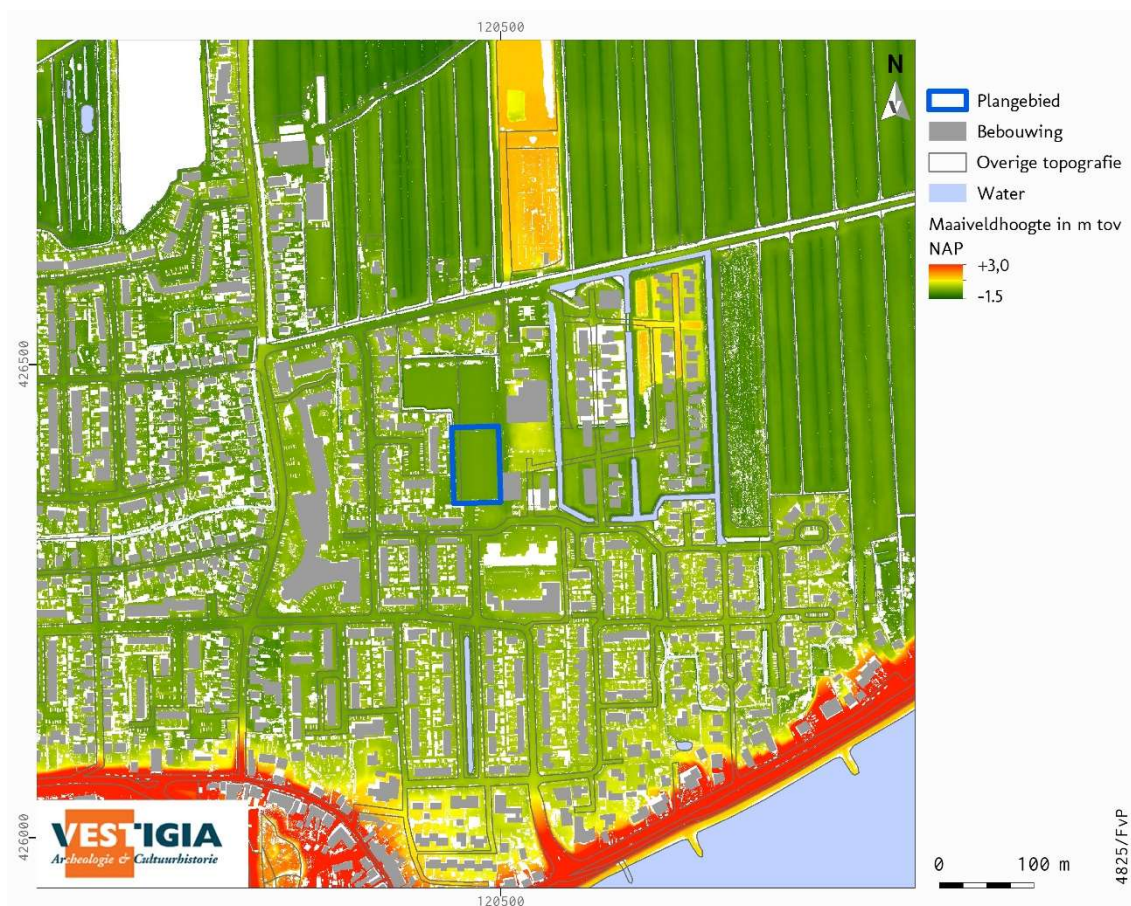 120500
N
Plangebied
Bebouwing
Overige topografie
Water
Maaiveldhoogte in m tov
NAP
+3,0
-1.5
426500
426000
VESTIGIA
Archeologie & Cultuurhistorie
0 100 m
4825/FvP
120500